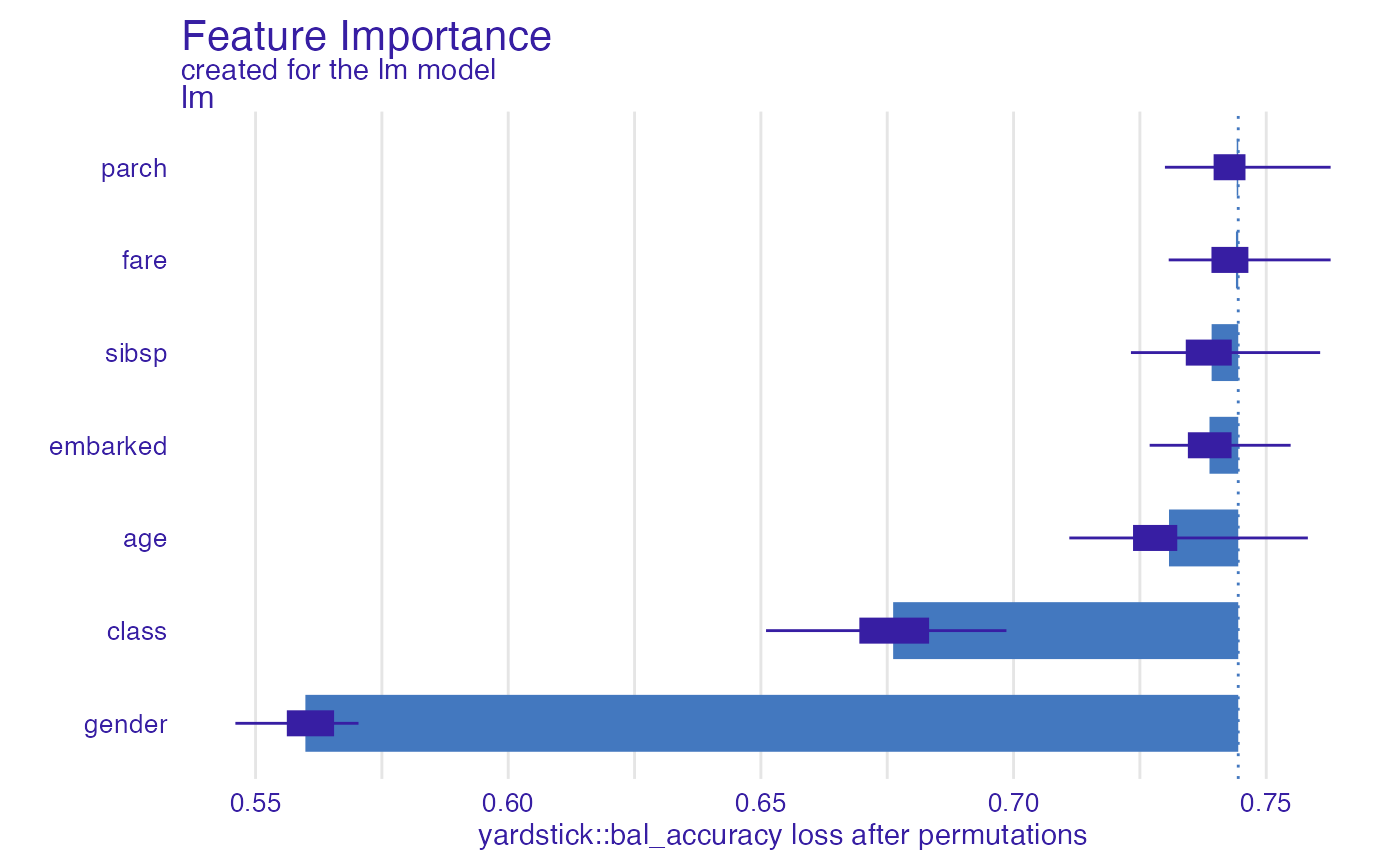 Feature Importance
created for the lm model
lm
parch
fare
sibsp
embarked
age
class
gender
0.55 0.60 0.65 0.70 0.75
yardstick::bal_accuracy loss after permutations